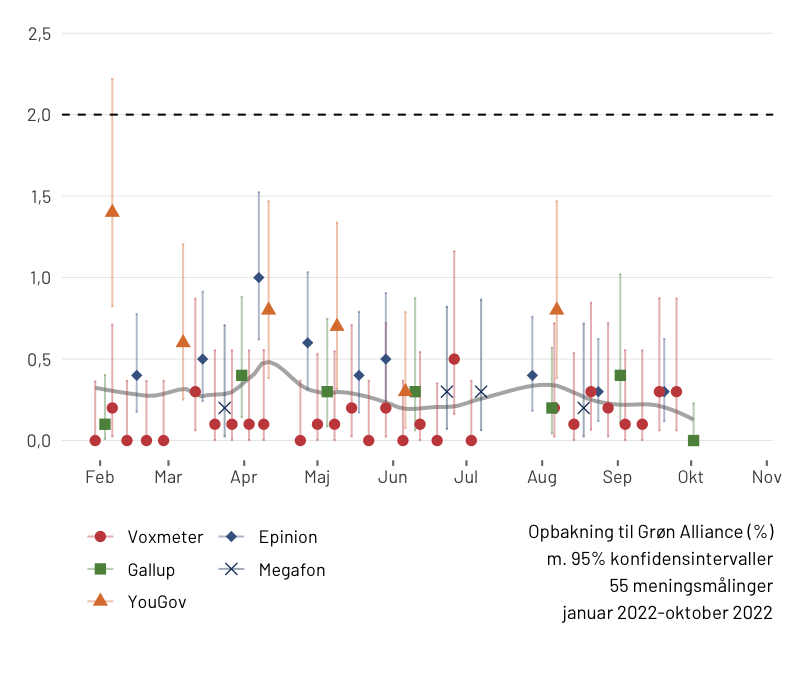 2,5
2,0
1,5
1,0
0,5
0,0
Feb Mar Apr Maj Jun Jul Aug Sep Okt Nov
Voxmeter Epinion
Gallup Megafon
YouGov
Opbakning til Grøn Alliance (%)
m. 95% konfidensintervaller
55 meningsmålinger
januar 2022-oktober 2022